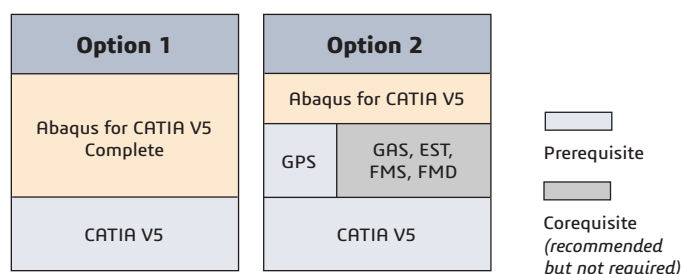 Option 1
Abaqus for CATIA V5
Complete
CATIA V5
Option 2
Abaqus for CATIA V5
GPS
GAS, EST,
FMS, FMD
CATIA V5
Prerequisite
Corequisite
(recommended
but not required)